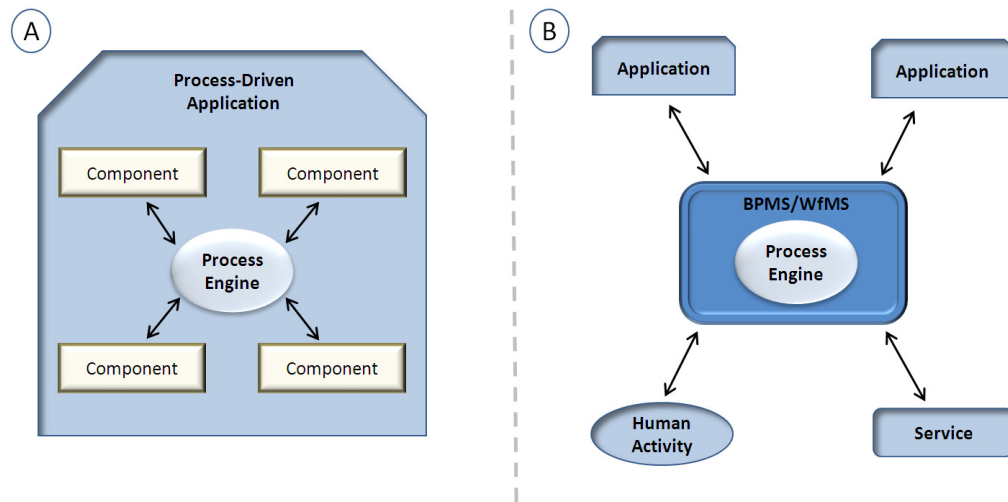 A
Process-Driven
Application
Component
Component
Process
Engine
Component
Component
B
Application
Application
BPMS/WfMS
Process
Engine
Human
Activity
Service